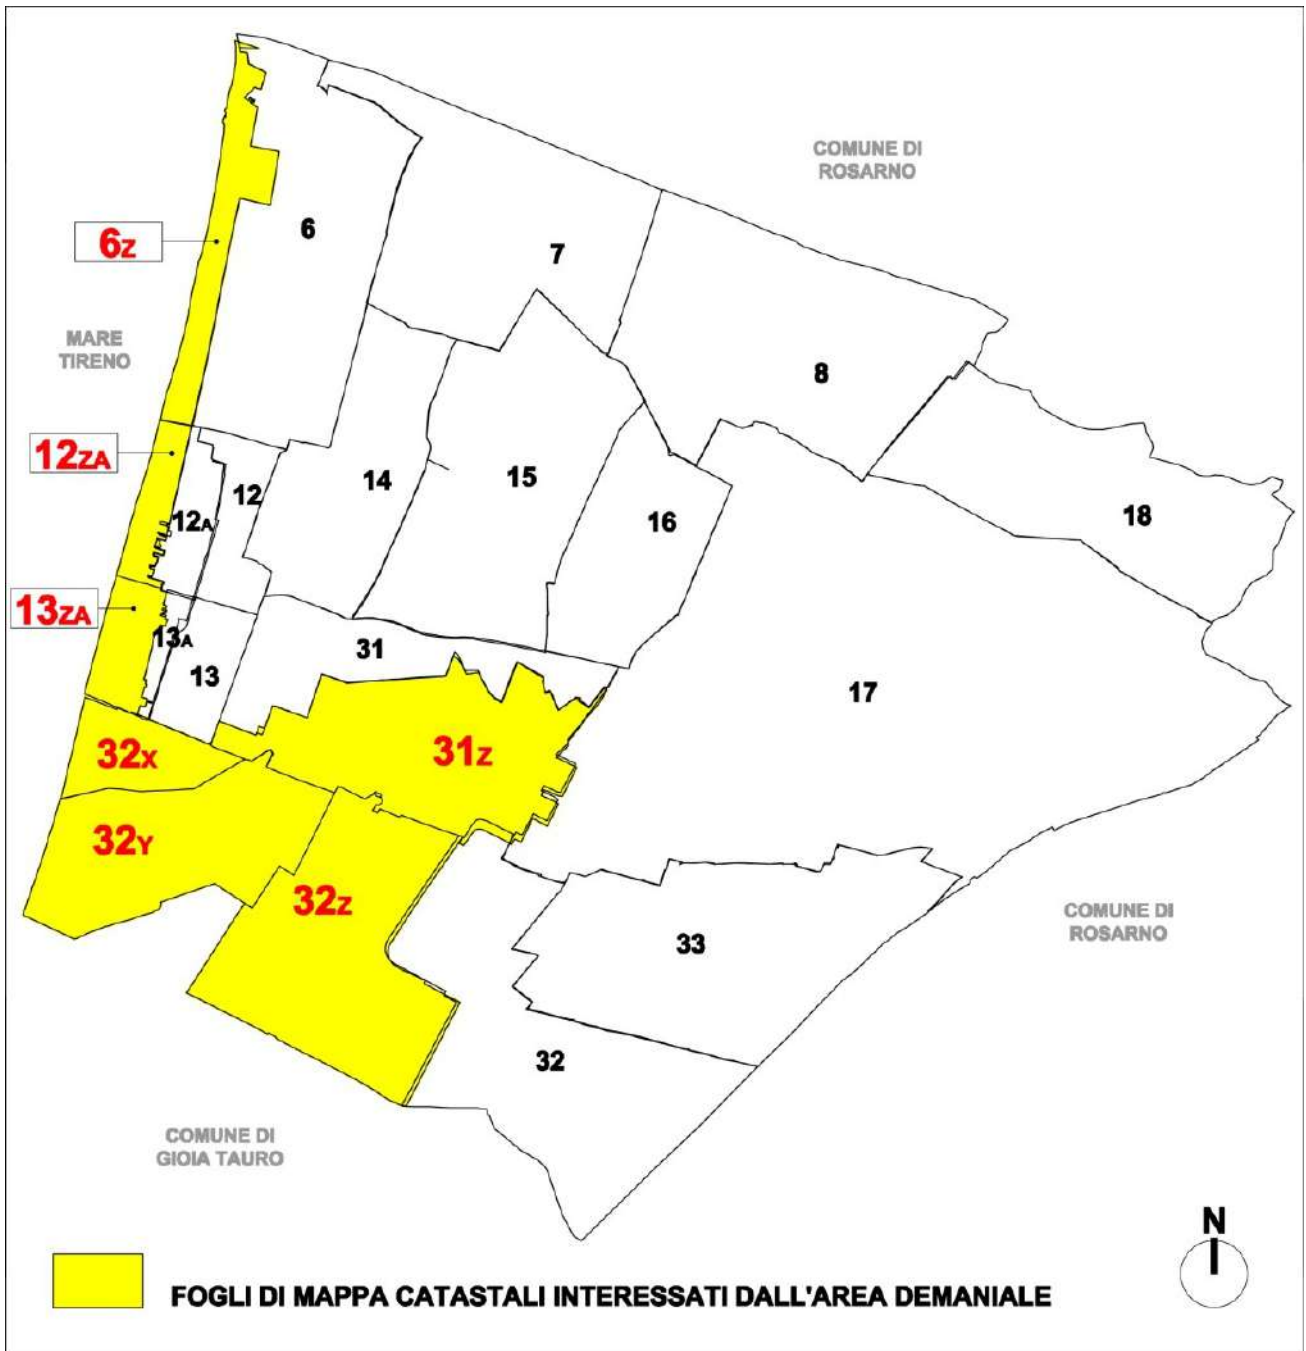 COMUNE DI
ROSARNO
6
6Z
7
MARE
TIRENO
8
12ZA
14
15
12
12A
16
18
13ZA
13A
31
13
17
32X
31Z
32Y
32Z
COMUNE DI
ROSARNO
33
32
COMUNE DI
GIOIA TAURO
N
FOGLI DI MAPPA CATASTALI INTERESSATI DALL'AREA DEMANIALE